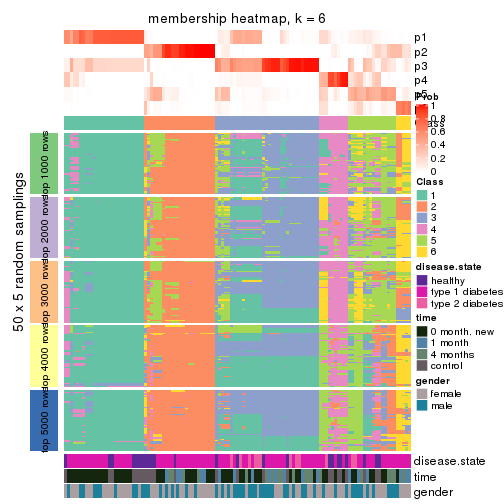 membership heatmap, k = 6
p1
p2
p3
p4
p5
Prob
1
0.8
0.6
0.4
0.2
0
Class
1
2
3
4
5
6
disease.state
healthy
type 1 diabetes
type 2 diabetes
time
0 month. new
1 month
4 months
control
gender
female
male
50 x 5 random samplings
top 1000 rows
top 2000 rows
top 3000 rows
top 4000 rows
top 5000 rows
disease.state
time
gender